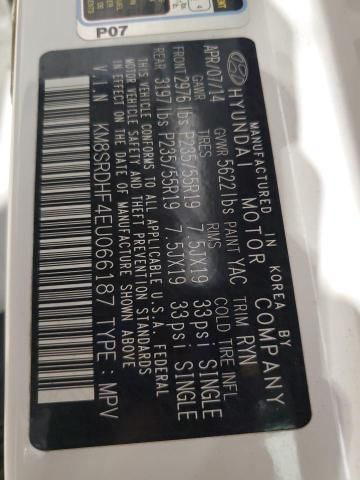 MANUFACTURED IN KOREA BY
HYUNDAI MOTOR COMPANY
APR/07/14 GVWR 5622lbs PAINT YAC TRIM RYN
GAWR TIRES RIMS COLD TIRE INFL
FRONT 2976 lbs P235/55R19 7.5JX19 33psi SINGLE
REAR 3197 lbs P235/55R19 7.5JX19 33psi SINGLE
THIS VEHICLE CONFORMS TO ALL APPLICABLE U.S.A. FEDERAL
MOTOR VEHICLE SAFETY AND THEFT PREVENTION STANDARDS
IN EFFECT ON THE DATE OF MANUFACTURE SHOWN ABOVE
V.I.N KM8SRDHF4EU066187 TYPE : MPV
P07